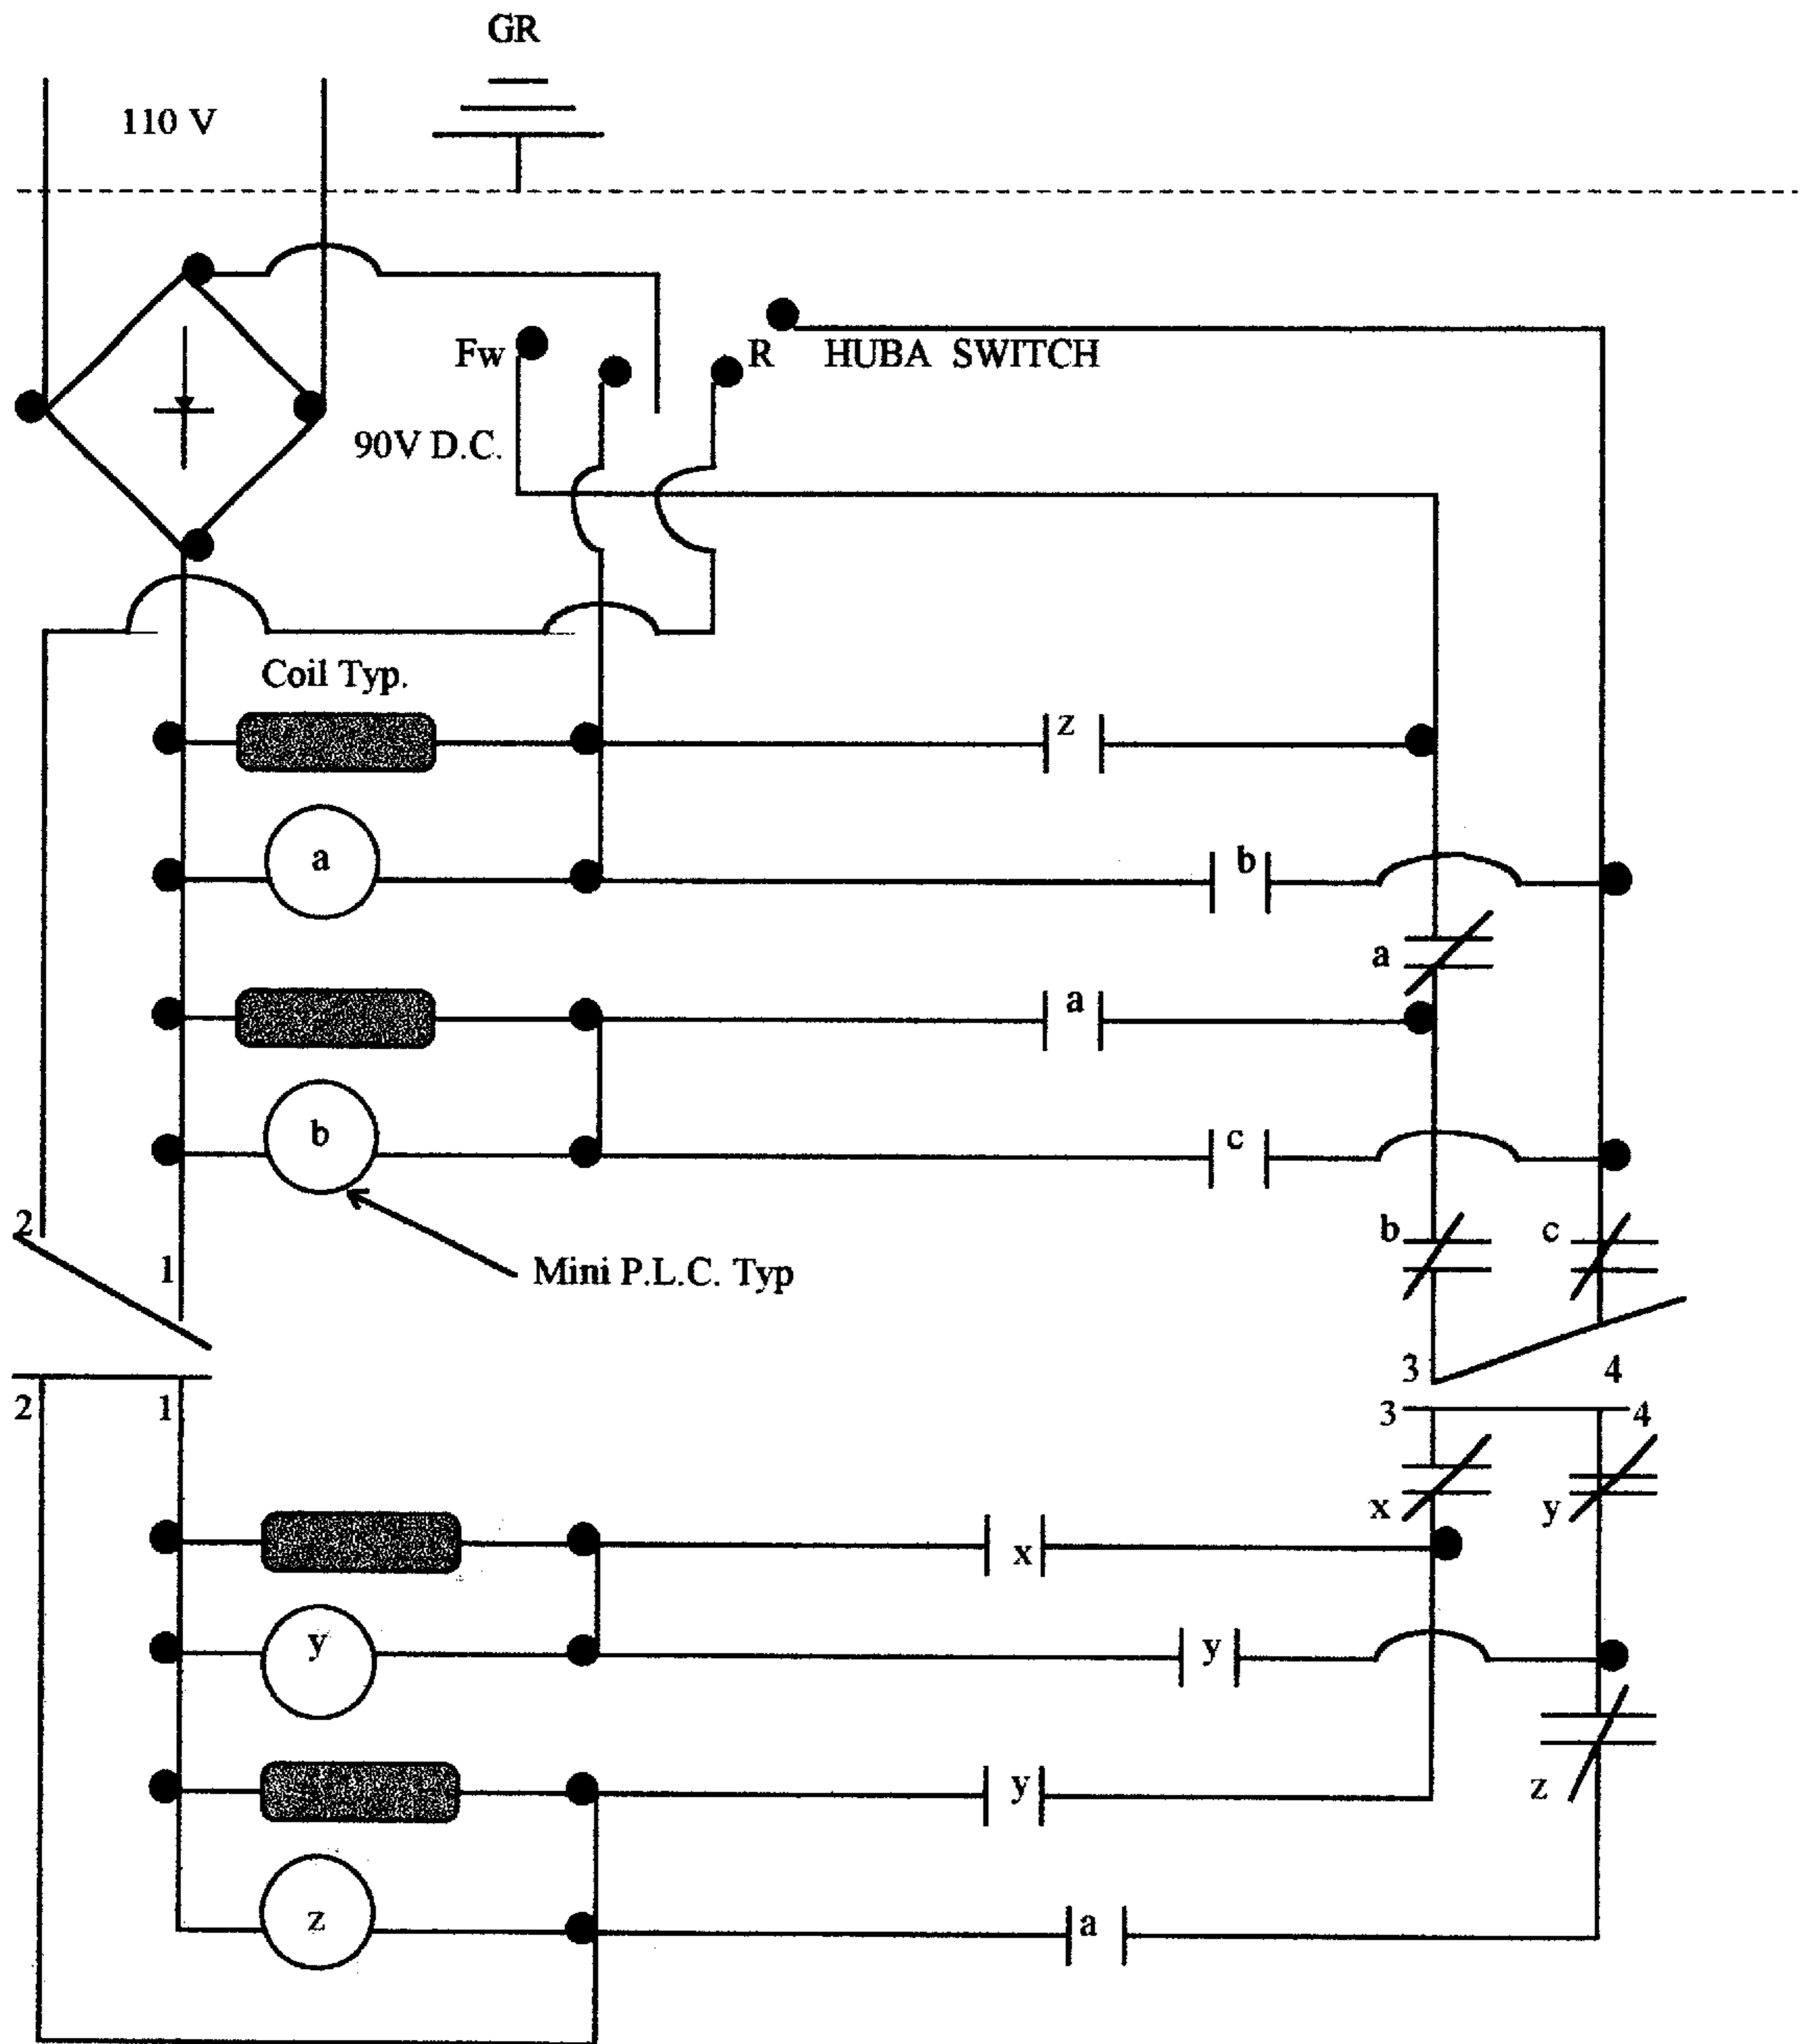 GR
110 V
Fw
R HUBA SWITCH
90V D.C.
Coil Typ.
z
a
b
a
a
b
c
b
c
2
1
Mini P.L.C. Typ
3
4
2
1
3
4
x
y
x
y
y
y
z
z
a